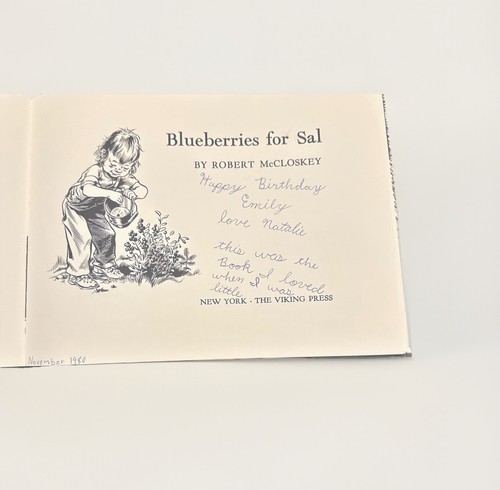 Blueberries for Sal
BY ROBERT McCLOSKEY
Happy Birthday
Emily
love Natalie
this was the
Book I loved
when I was
little
NEW YORK · THE VIKING PRESS
November 1980